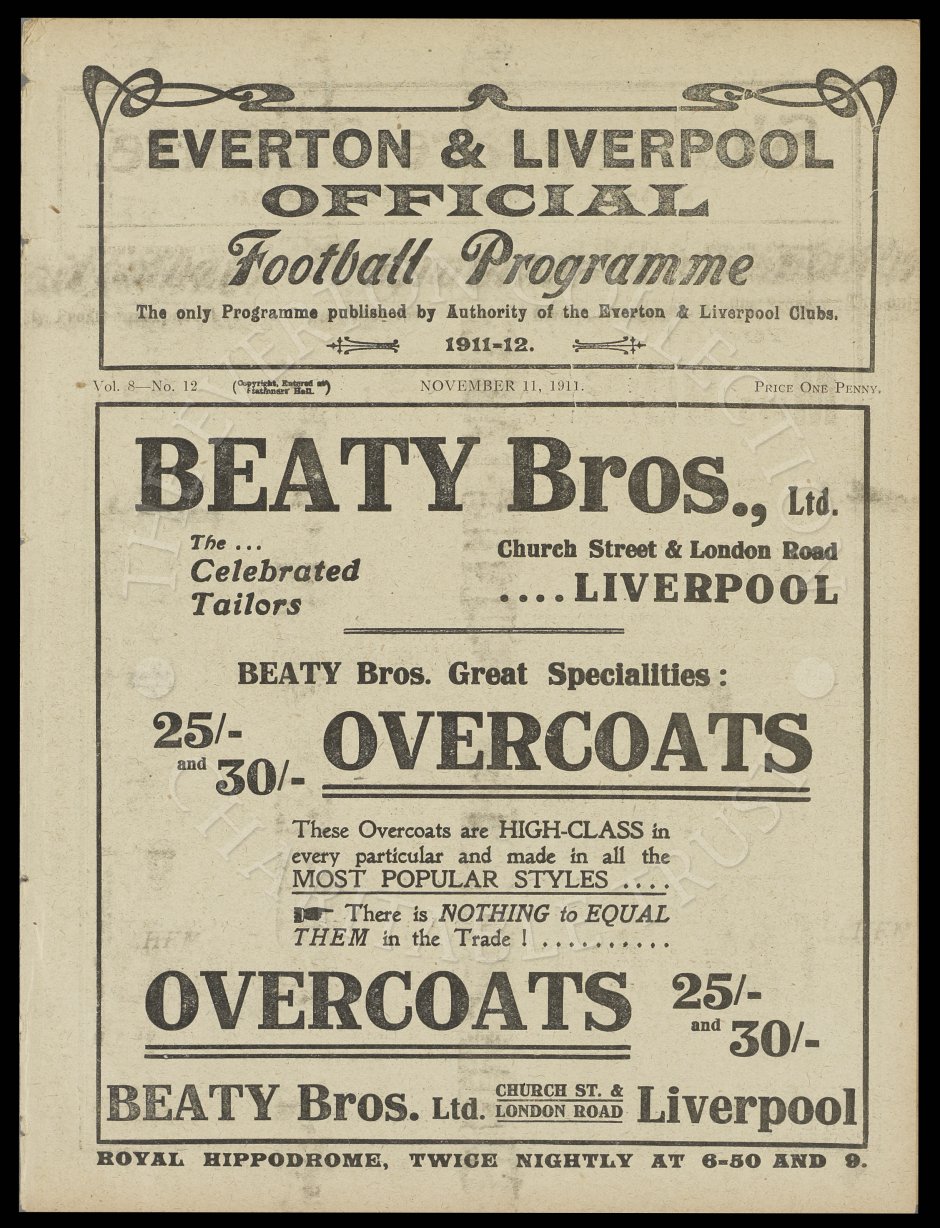 EVERTON & LIVERPOOL
OFFICIAL
Football Programme
The only Programme published by Authority of the Everton & Liverpool Clubs.
1911-12.
Vol. 8—No. 12 (Copyright, Entered at Stationers' Hall.) NOVEMBER 11, 1911. PRICE ONE PENNY.
BEATY Bros., Ltd.
The ...
Celebrated
Tailors
Church Street & London Road
.... LIVERPOOL
BEATY Bros. Great Specialities :
25/- and 30/- OVERCOATS
These Overcoats are HIGH-CLASS in
every particular and made in all the
MOST POPULAR STYLES ....
☛ There is NOTHING to EQUAL
THEM in the Trade ! ..........
OVERCOATS 25/- and 30/-
BEATY Bros. Ltd. CHURCH ST. & LONDON ROAD Liverpool
ROYAL HIPPODROME, TWICE NIGHTLY AT 6-50 AND 9.
THE EVERTON COLLECTION
CHARITABLE TRUST